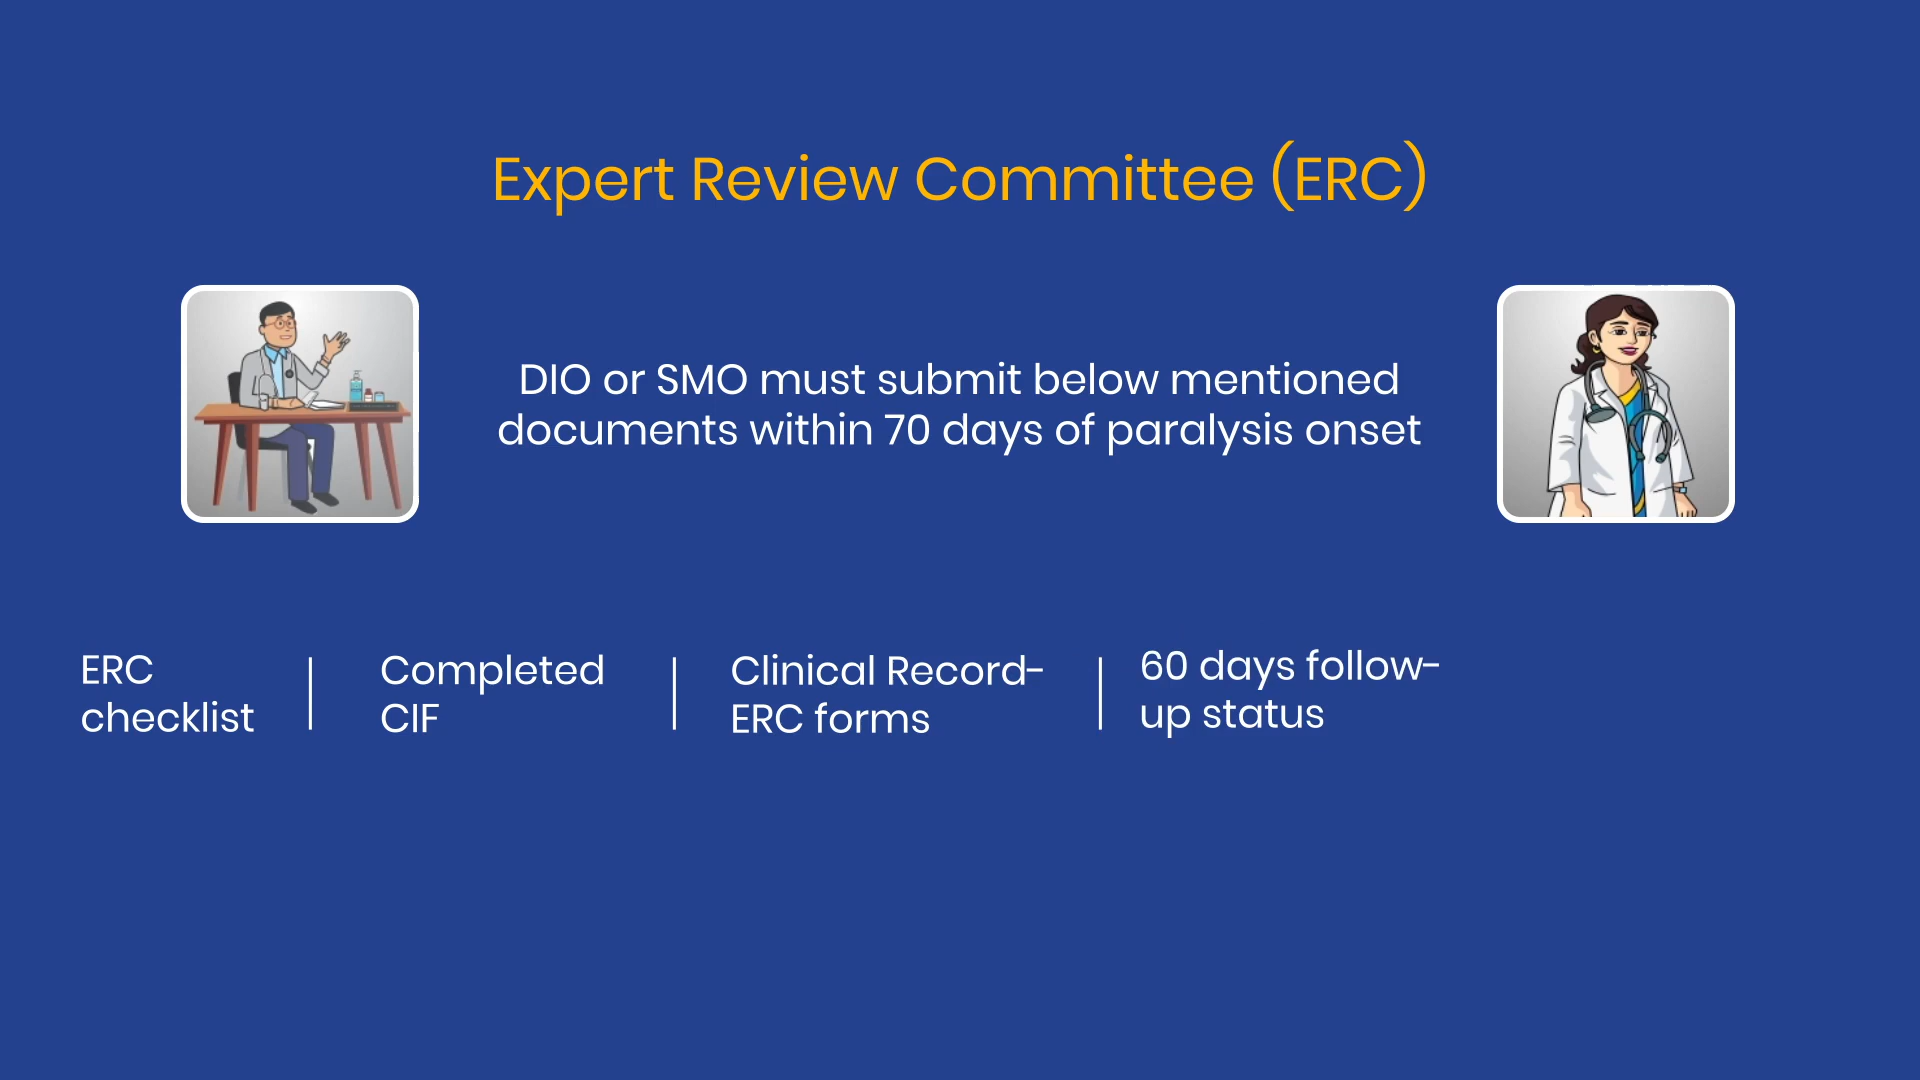 Expert Review Committee (ERC)
DIO or SMO must submit below mentioned
documents within 70 days of paralysis onset
ERC
checklist
Completed
CIF
Clinical Record-
ERC forms
60 days follow-
up status